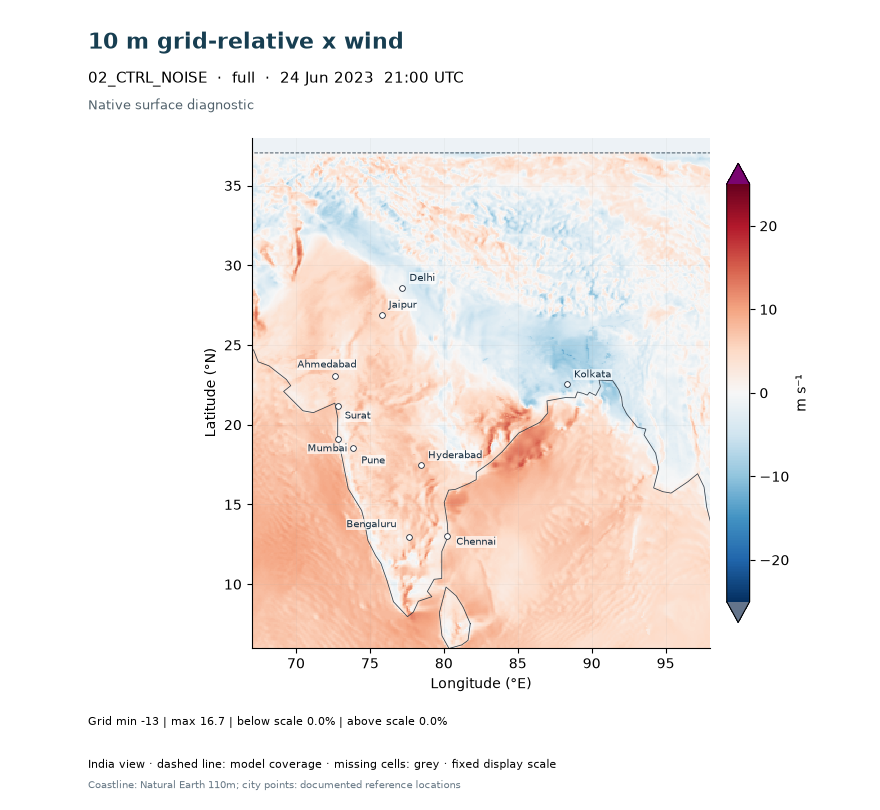 10 m grid-relative x wind
02_CTRL_NOISE · full · 24 Jun 2023 21:00 UTC
Native surface diagnostic
35
30
25
20
15
10
Latitude (°N)
Delhi
Jaipur
Ahmedabad
Kolkata
Surat
Mumbai
Pune
Hyderabad
Bengaluru
Chennai
70
75
80
85
90
95
Longitude (°E)
20
10
0
−10
−20
m s⁻¹
Grid min -13 | max 16.7 | below scale 0.0% | above scale 0.0%
India view · dashed line: model coverage · missing cells: grey · fixed display scale
Coastline: Natural Earth 110m; city points: documented reference locations